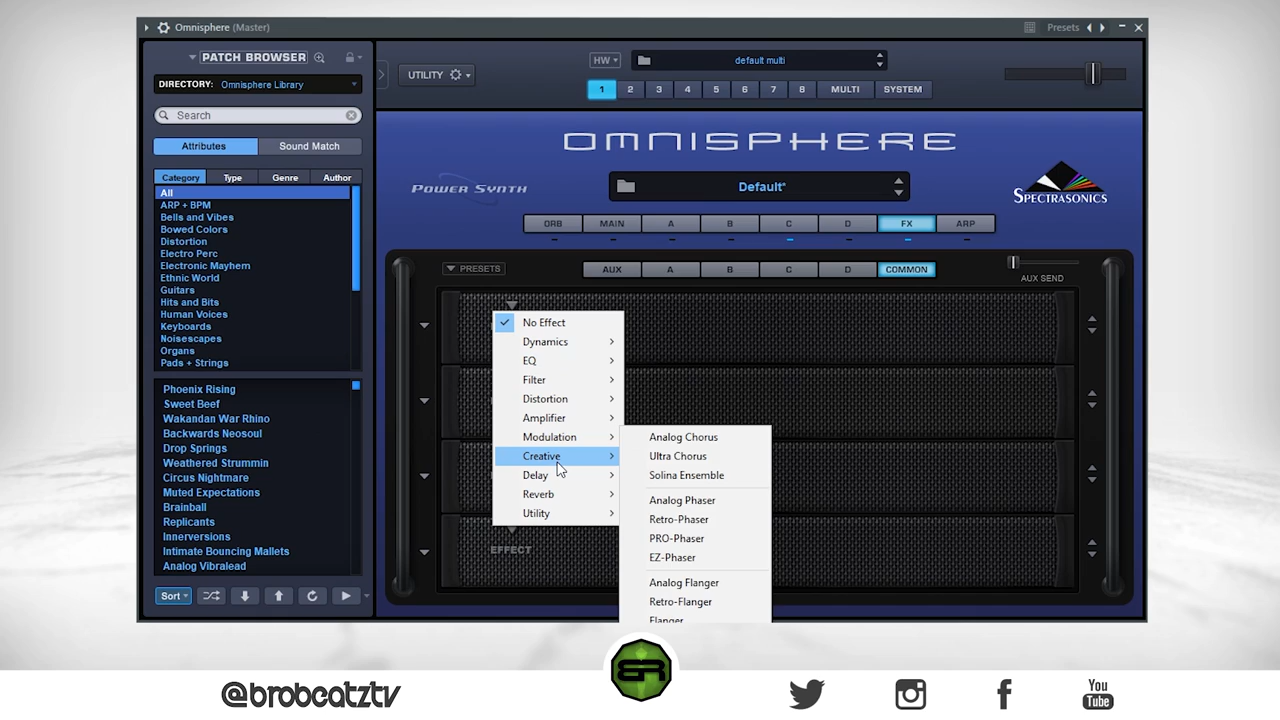 Omnisphere (Master)
Presets
PATCH BROWSER
DIRECTORY: Omnisphere Library
Search
Attributes
Sound Match
Category
Type
Genre
Author
All
ARP + BPM
Bells and Vibes
Bowed Colors
Distortion
Electro Perc
Electronic Mayhem
Ethnic World
Guitars
Hits and Bits
Human Voices
Keyboards
Noisescapes
Organs
Pads + Strings
Phoenix Rising
Sweet Beef
Wakandan War Rhino
Backwards Neosoul
Drop Springs
Weathered Strummin
Circus Nightmare
Muted Expectations
Brainball
Replicants
Innerversions
Intimate Bouncing Mallets
Analog Vibralead
Sort
UTILITY
HW
default multi
1 2 3 4 5 6 7 8 MULTI SYSTEM
OMNISPHERE
POWER SYNTH
Default*
SPECTRASONICS
ORB MAIN A B C D FX ARP
PRESETS
AUX A B C D COMMON
AUX SEND
No Effect
Dynamics
EQ
Filter
Distortion
Amplifier
Modulation
Creative
Delay
Reverb
Utility
Analog Chorus
Ultra Chorus
Solina Ensemble
Analog Phaser
Retro-Phaser
PRO-Phaser
EZ-Phaser
Analog Flanger
Retro-Flanger
Flanger
EFFECT
@brobeatztv
BR
You
Tube